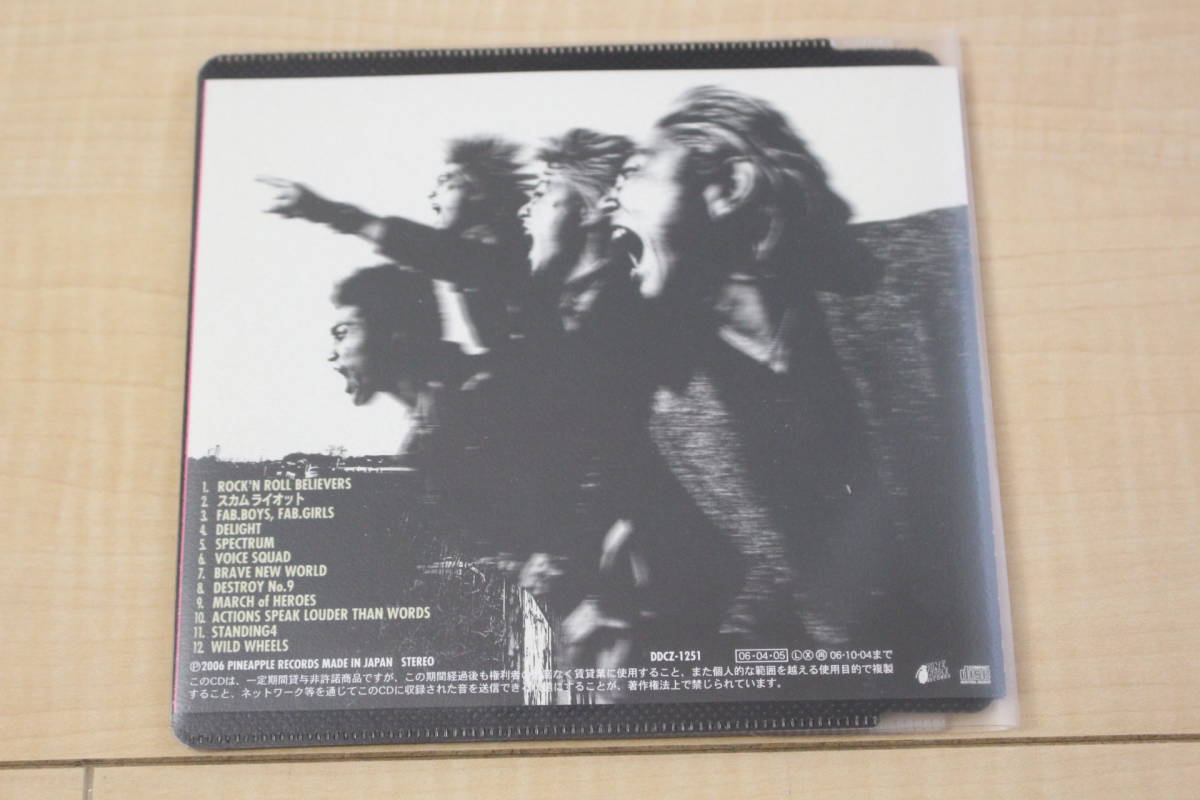 1. ROCK'N ROLL BELIEVERS
2. スカム ライオット
3. FAB.BOYS, FAB.GIRLS
4. DELIGHT
5. SPECTRUM
6. VOICE SQUAD
7. BRAVE NEW WORLD
8. DESTROY No.9
9. MARCH of HEROES
10. ACTIONS SPEAK LOUDER THAN WORDS
11. STANDING4
12. WILD WHEELS
Ⓟ2006 PINEAPPLE RECORDS MADE IN JAPAN STEREO DDCZ-1251 06・04・05 Ⓛ Ⓧ ㊢ 06・10・04まで
このCDは、一定期間貸与非許諾商品ですが、この期間経過後も権利者の許諾なく賃貸業に使用すること、また個人的な範囲を越える使用目的で複製
すること、ネットワーク等を通じてこのCDに収録された音を送信できる状態にすることが、著作権法上で禁じられています。